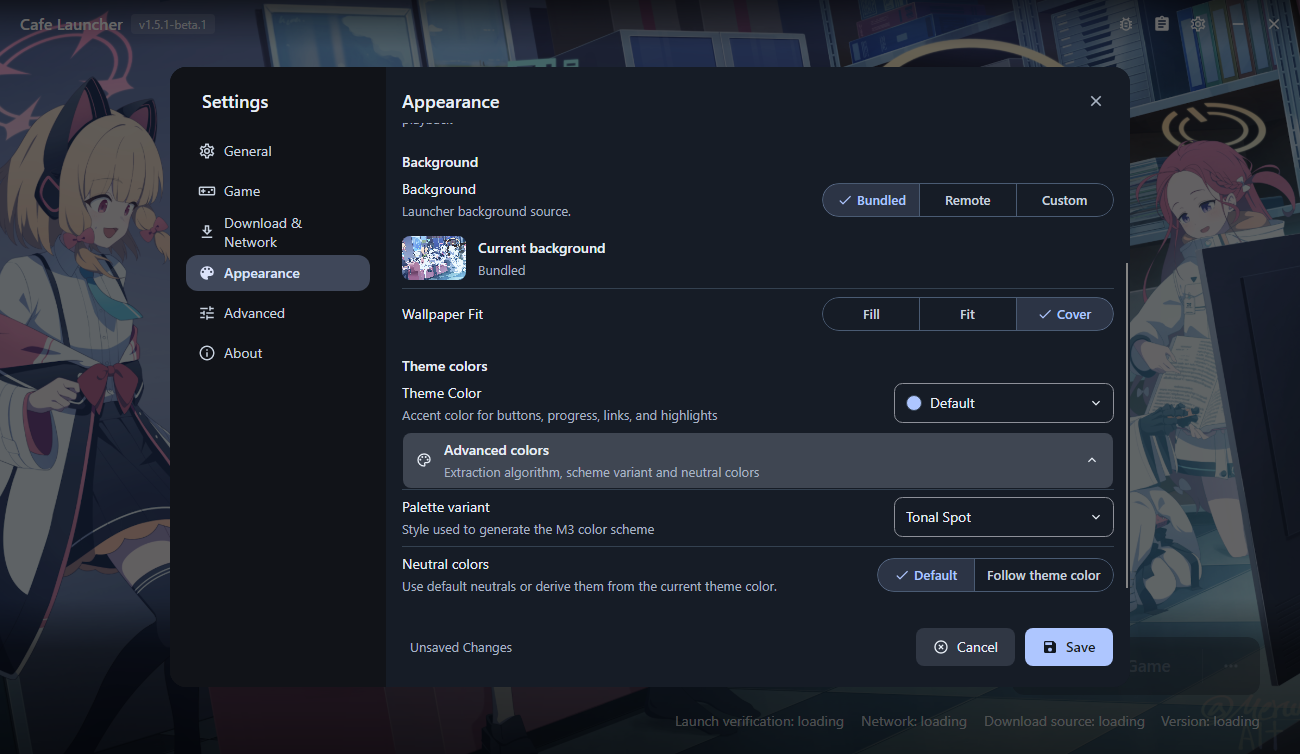 Cafe Launcher v1.5.1-beta.1
Settings
General
Game
Download &
Network
Appearance
Advanced
About
Appearance
playback
Background
Background
Launcher background source.
Bundled Remote Custom
Current background
Bundled
Wallpaper Fit
Fill Fit Cover
Theme colors
Theme Color
Accent color for buttons, progress, links, and highlights
Default
Advanced colors
Extraction algorithm, scheme variant and neutral colors
Palette variant
Style used to generate the M3 color scheme
Tonal Spot
Neutral colors
Use default neutrals or derive them from the current theme color.
Default Follow theme color
Unsaved Changes
Cancel Save
Game
Launch verification: loading Network: loading Download source: loading Version: loading